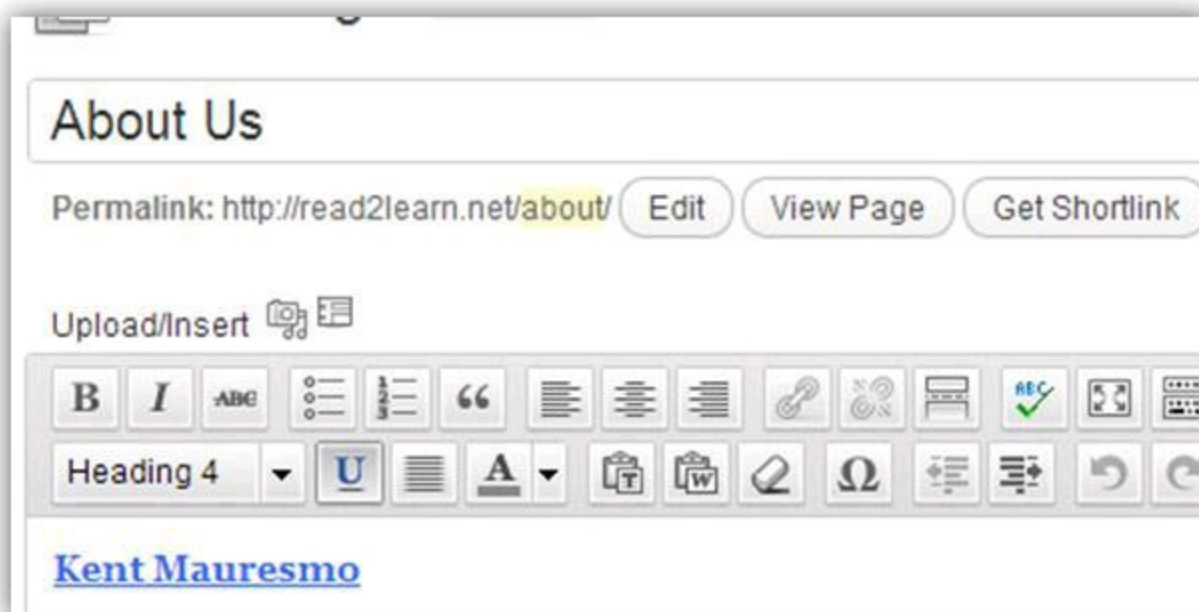 About Us
Permalink: http://read2learn.net/about/ Edit View Page Get Shortlink
Upload/Insert
B I ABC ABC
Heading 4 U A T W Ω
Kent Mauresmo